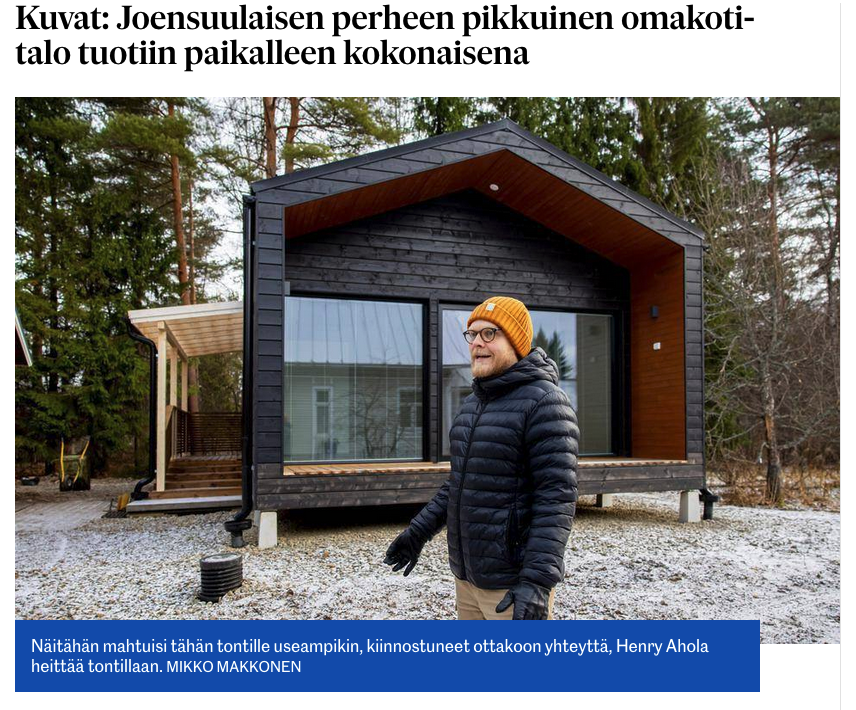 Kuvat: Joensuulaisen perheen pikkuinen omakoti-
talo tuotiin paikalleen kokonaisena
Näitähän mahtuisi tähän tontille useampikin, kiinnostuneet ottakoon yhteyttä, Henry Ahola
heittää tontillaan. MIKKO MAKKONEN